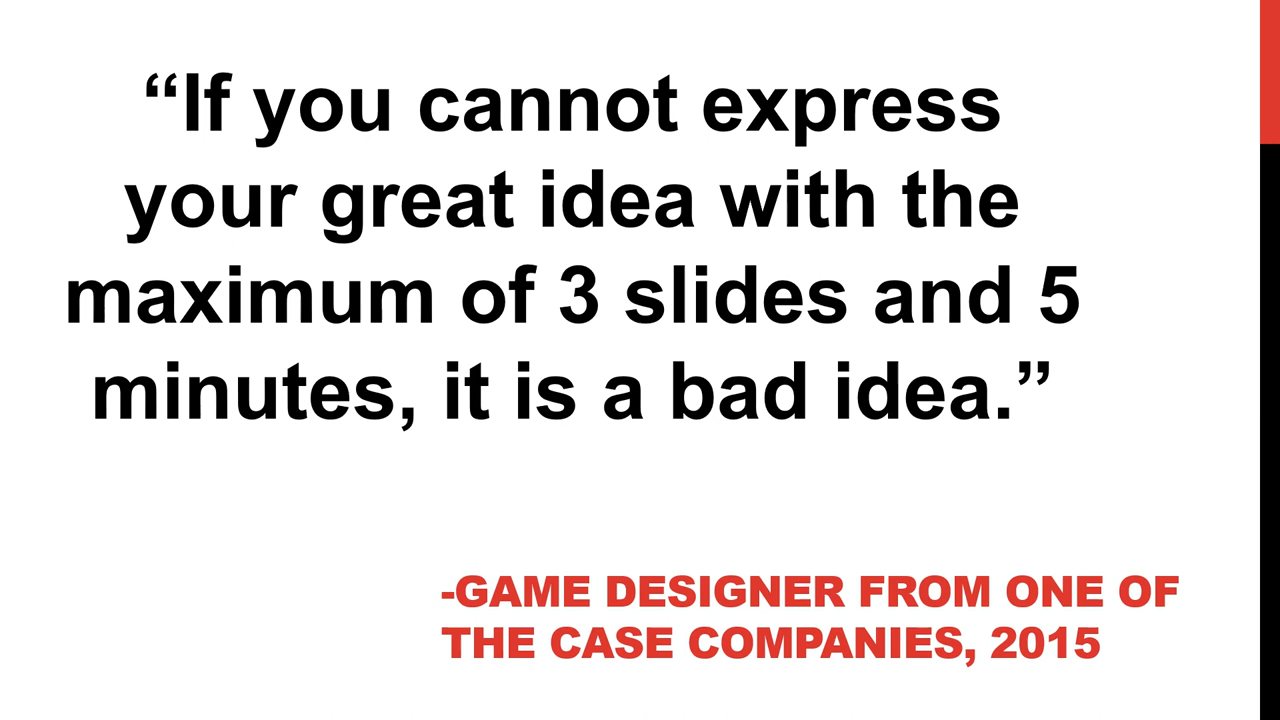 “If you cannot express
your great idea with the
maximum of 3 slides and 5
minutes, it is a bad idea.”
-GAME DESIGNER FROM ONE OF
THE CASE COMPANIES, 2015